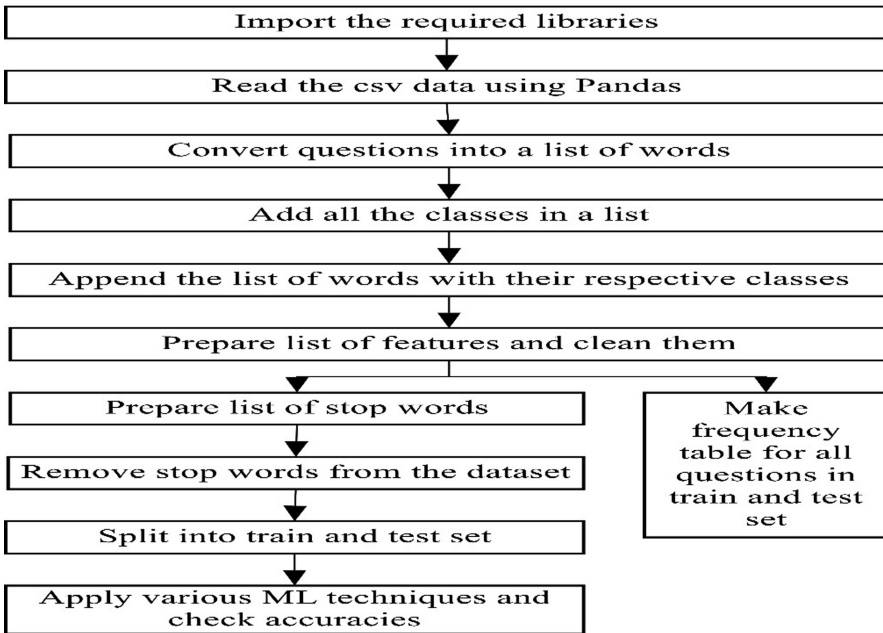 Import the required libraries
Read the csv data using Pandas
Convert questions into a list of words
Add all the classes in a list
Append the list of words with their respective classes
Prepare list of features and clean them
Prepare list of stop words
Remove stop words from the dataset
Split into train and test set
Apply various ML techniques and
check accuracies
Make
frequency
table for all
questions in
train and test
set